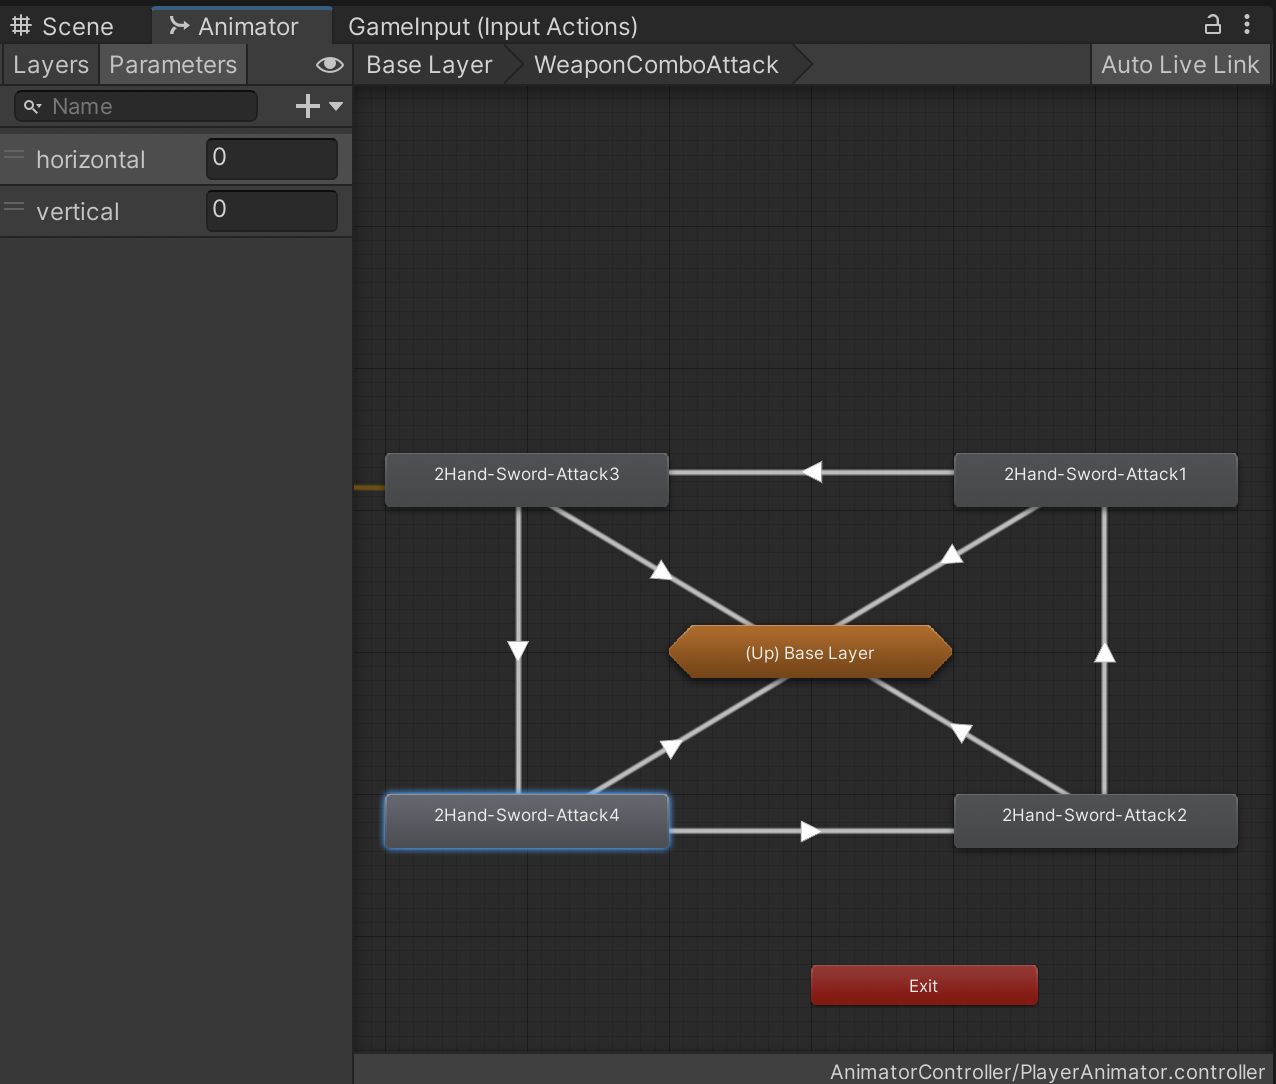 Scene
Animator
GameInput (Input Actions)
Layers
Parameters
Base Layer
WeaponComboAttack
Auto Live Link
Name
horizontal
0
vertical
0
2Hand-Sword-Attack3
2Hand-Sword-Attack1
(Up) Base Layer
2Hand-Sword-Attack4
2Hand-Sword-Attack2
Exit
AnimatorController/PlayerAnimator.controller